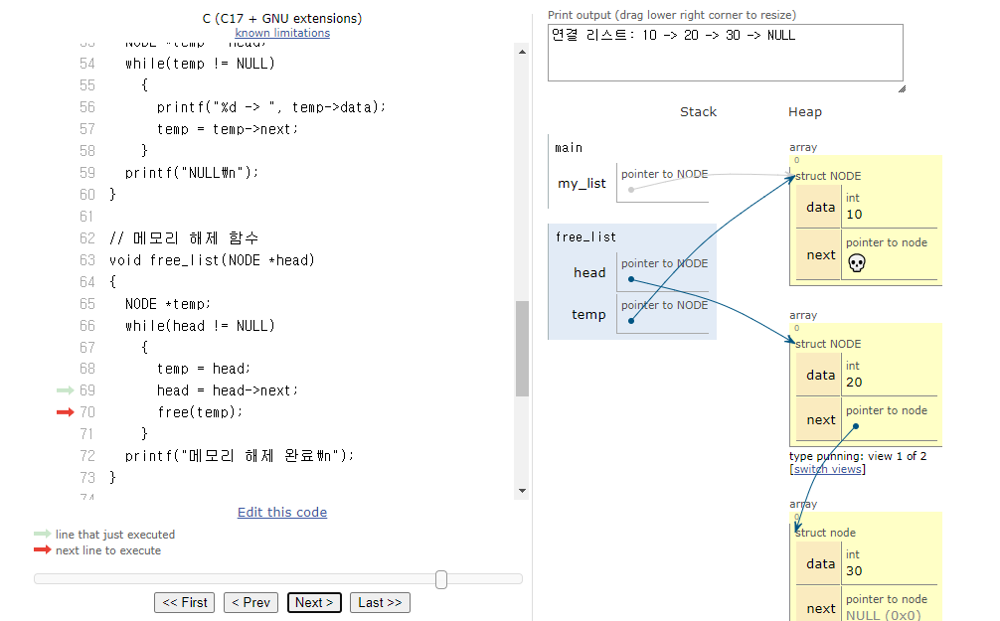 C (C17 + GNU extensions)
known limitations
53 NODE *temp = head;
54 while(temp != NULL)
55 {
56 printf("%d -> ", temp->data);
57 temp = temp->next;
58 }
59 printf("NULL₩n");
60 }
61
62 // 메모리 해제 함수
63 void free_list(NODE *head)
64 {
65 NODE *temp;
66 while(head != NULL)
67 {
68 temp = head;
69 head = head->next;
70 free(temp);
71 }
72 printf("메모리 해제 완료₩n");
73 }
74
Edit this code
line that just executed
next line to execute
<< First
< Prev
Next >
Last >>
Print output (drag lower right corner to resize)
연결 리스트: 10 -> 20 -> 30 -> NULL
Stack
Heap
main
my_list
pointer to NODE
free_list
head
pointer to NODE
temp
pointer to NODE
array
0
struct NODE
data
int
10
next
pointer to node
array
0
struct NODE
data
int
20
next
pointer to node
type punning: view 1 of 2
[switch views]
array
0
struct node
data
int
30
next
pointer to node
NULL (0x0)